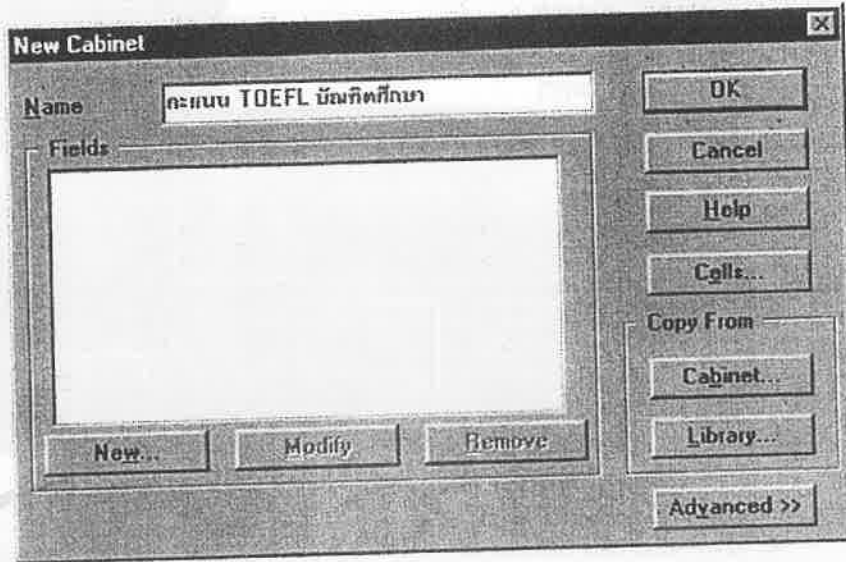 New Cabinet
Name
คะแนน TOEFL บัณฑิตศึกษา
Fields
New...
Modify
Remove
OK
Cancel
Help
Cells...
Copy From
Cabinet...
Library...
Advanced >>